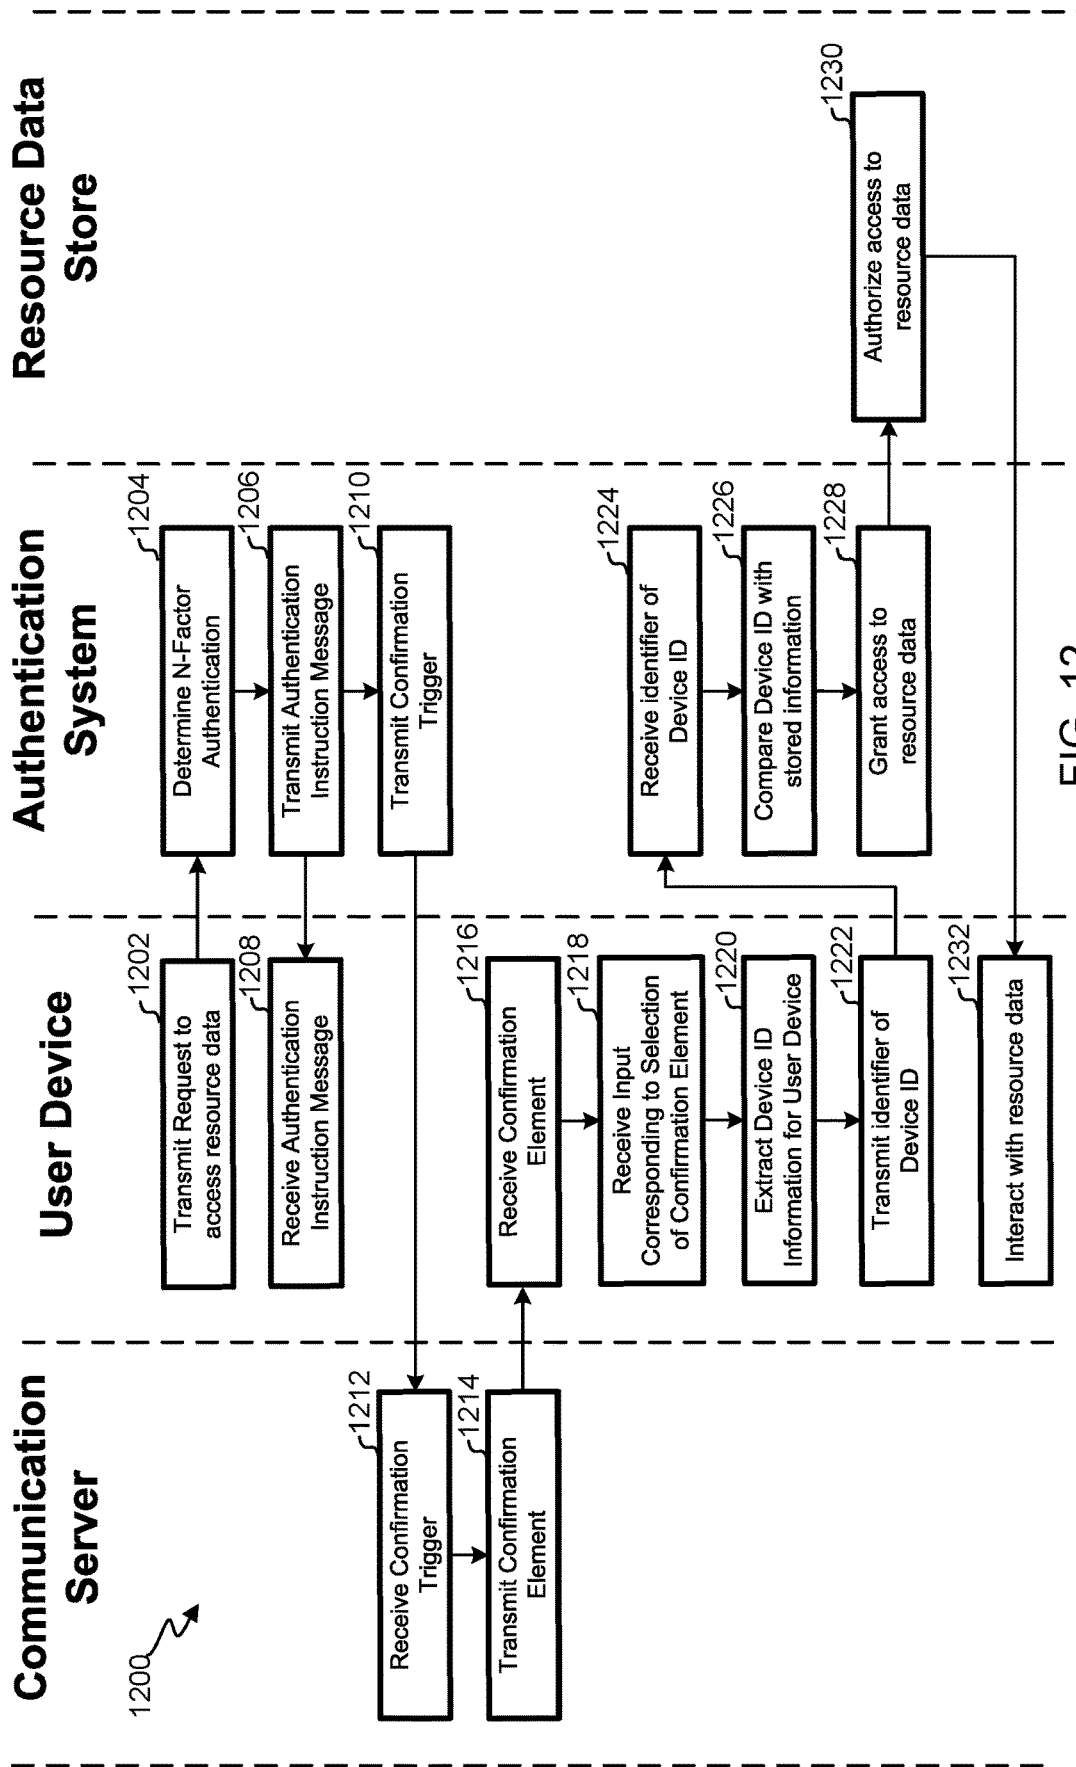 Communication
Server
User Device
Authentication
System
Resource Data
Store
1200
1202
Transmit Request to
access resource data
1204
Determine N-Factor
Authentication
1206
Transmit Authentication
Instruction Message
1208
Receive Authentication
Instruction Message
1210
Transmit Confirmation
Trigger
1212
Receive Confirmation
Trigger
1214
Transmit Confirmation
Element
1216
Receive Confirmation
Element
1218
Receive Input
Corresponding to Selection
of Confirmation Element
1220
Extract Device ID
Information for User Device
1222
Transmit identifier of
Device ID
1224
Receive identifier of
Device ID
1226
Compare Device ID with
stored information
1228
Grant access to
resource data
1230
Authorize access to
resource data
1232
Interact with resource data
FIG. 12